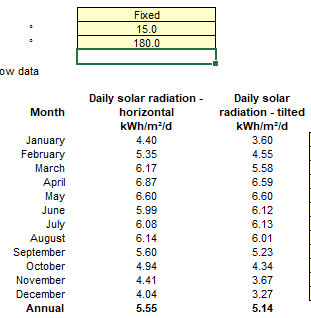 Fixed
° 15.0
° 180.0
ow data
Daily solar radiation - Daily solar
Month horizontal radiation - tilted
kWh/m²/d kWh/m²/d
January 4.40 3.60
February 5.35 4.55
March 6.17 5.58
April 6.87 6.59
May 6.60 6.60
June 5.99 6.12
July 6.08 6.13
August 6.14 6.01
September 5.60 5.23
October 4.94 4.34
November 4.41 3.67
December 4.04 3.27
Annual 5.55 5.14